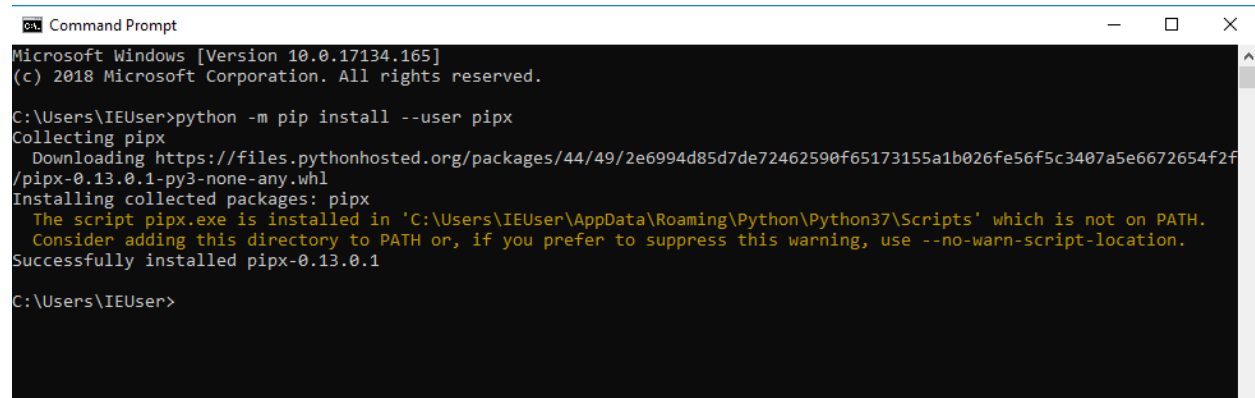 Command Prompt
Microsoft Windows [Version 10.0.17134.165]
(c) 2018 Microsoft Corporation. All rights reserved.
C:\Users\IEUser>python -m pip install --user pipx
Collecting pipx
  Downloading https://files.pythonhosted.org/packages/44/49/2e6994d85d7de72462590f65173155a1b026fe56f5c3407a5e6672654f2f
/pipx-0.13.0.1-py3-none-any.whl
Installing collected packages: pipx
  The script pipx.exe is installed in 'C:\Users\IEUser\AppData\Roaming\Python\Python37\Scripts' which is not on PATH.
  Consider adding this directory to PATH or, if you prefer to suppress this warning, use --no-warn-script-location.
Successfully installed pipx-0.13.0.1
C:\Users\IEUser>